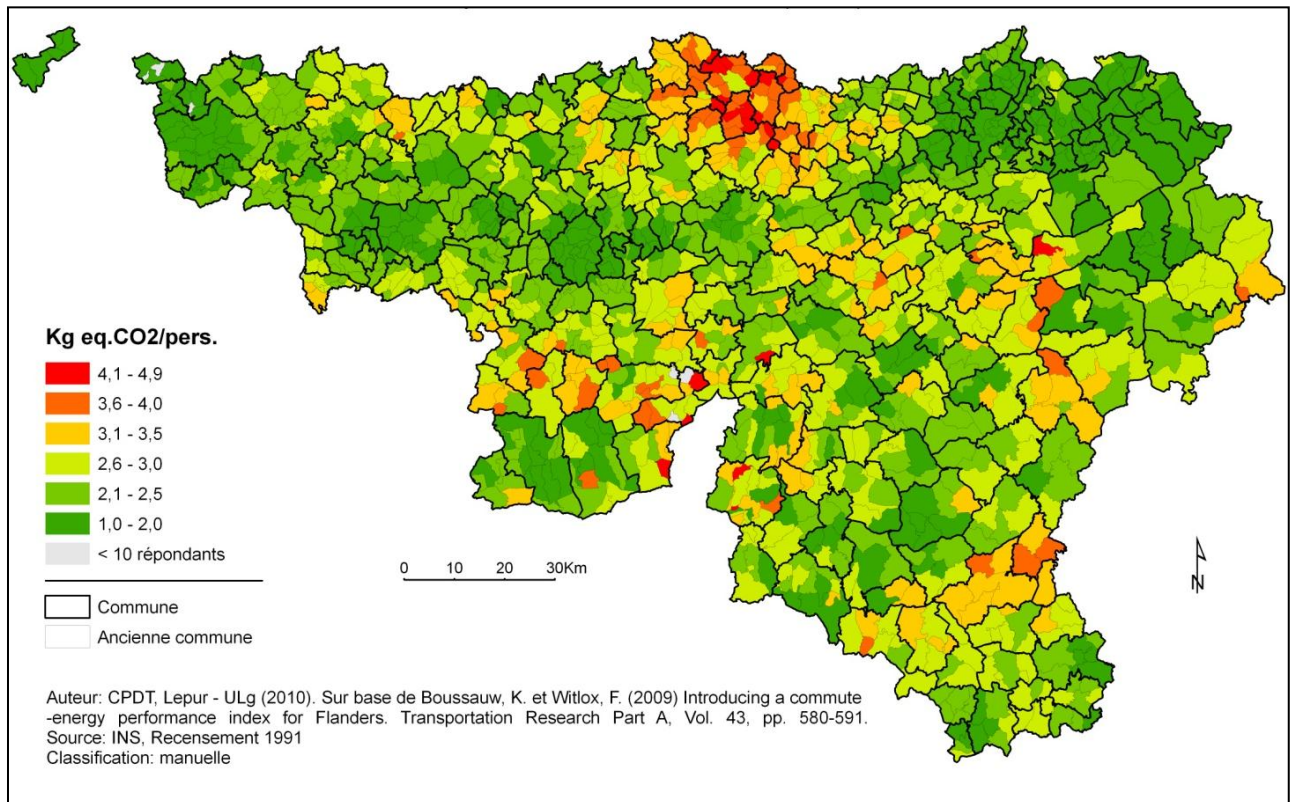 Kg eq.CO2/pers.
4,1 - 4,9
3,6 - 4,0
3,1 - 3,5
2,6 - 3,0
2,1 - 2,5
1,0 - 2,0
< 10 répondants
0 10 20 30Km
N
Commune
Ancienne commune
Auteur: CPDT, Lepur - ULg (2010). Sur base de Boussauw, K. et Witlox, F. (2009) Introducing a commute
-energy performance index for Flanders. Transportation Research Part A, Vol. 43, pp. 580-591.
Source: INS, Recensement 1991
Classification: manuelle